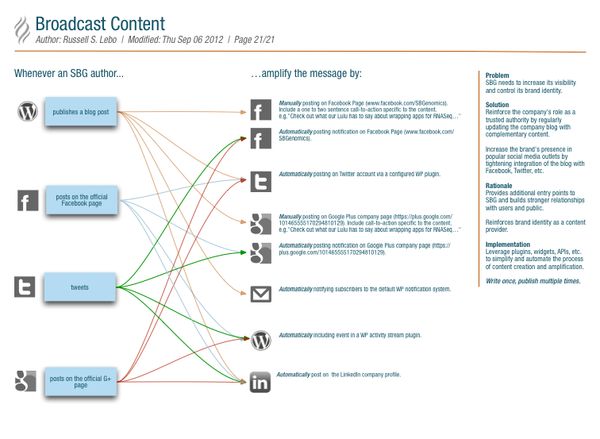 Broadcast Content
Author: Russell S. Lebo / Modified: Thu Sep 06 2012 / Page 21/21
Whenever an SBG author...
...amplify the message by:
publishes a blog post
posts on the official
Facebook page
tweets
posts on the official G+
page
Manually posting on Facebook Page (www.facebook.com/SBGenomics).
Include a one to two sentence call-to-action specific to the content.
e.g."Check out what our Lulu has to say about wrapping apps for RNASeq..."
Automatically posting notification on Facebook Page (www.facebook.com/
SBGenomics).
Automatically posting on Twitter account via a configured WP plugin.
Manually posting on Google Plus company page (https://plus.google.com/
101465555170294810129). Include call-to-action specific to the content,
e.g."Check out what our Lulu has to say about wrapping apps for RNASeq..."
Automatically posting notification on Google Plus company page (https://
plus.google.com/101465555170294810129).
Automatically notifying subscribers to the default WP notification system.
Automatically including event in a WP activity stream plugin.
Automatically post on the LinkedIn company profile.
Problem
SBG needs to increase its visibility
and control its brand identity.
Solution
Reinforce the company's role as a
trusted authority by regularly
updating the company blog with
complementary content.
Increase the brand's presence in
popular social media outlets by
tightening integration of the blog with
Facebook, Twitter, etc.
Rationale
Provides additional entry points to
SBG and builds stronger relationships
with users and public.
Reinforces brand identity as a content
provider.
Implementation
Leverage plugins, widgets, APIs, etc.
to simplify and automate the process
of content creation and amplification.
Write once, publish multiple times.